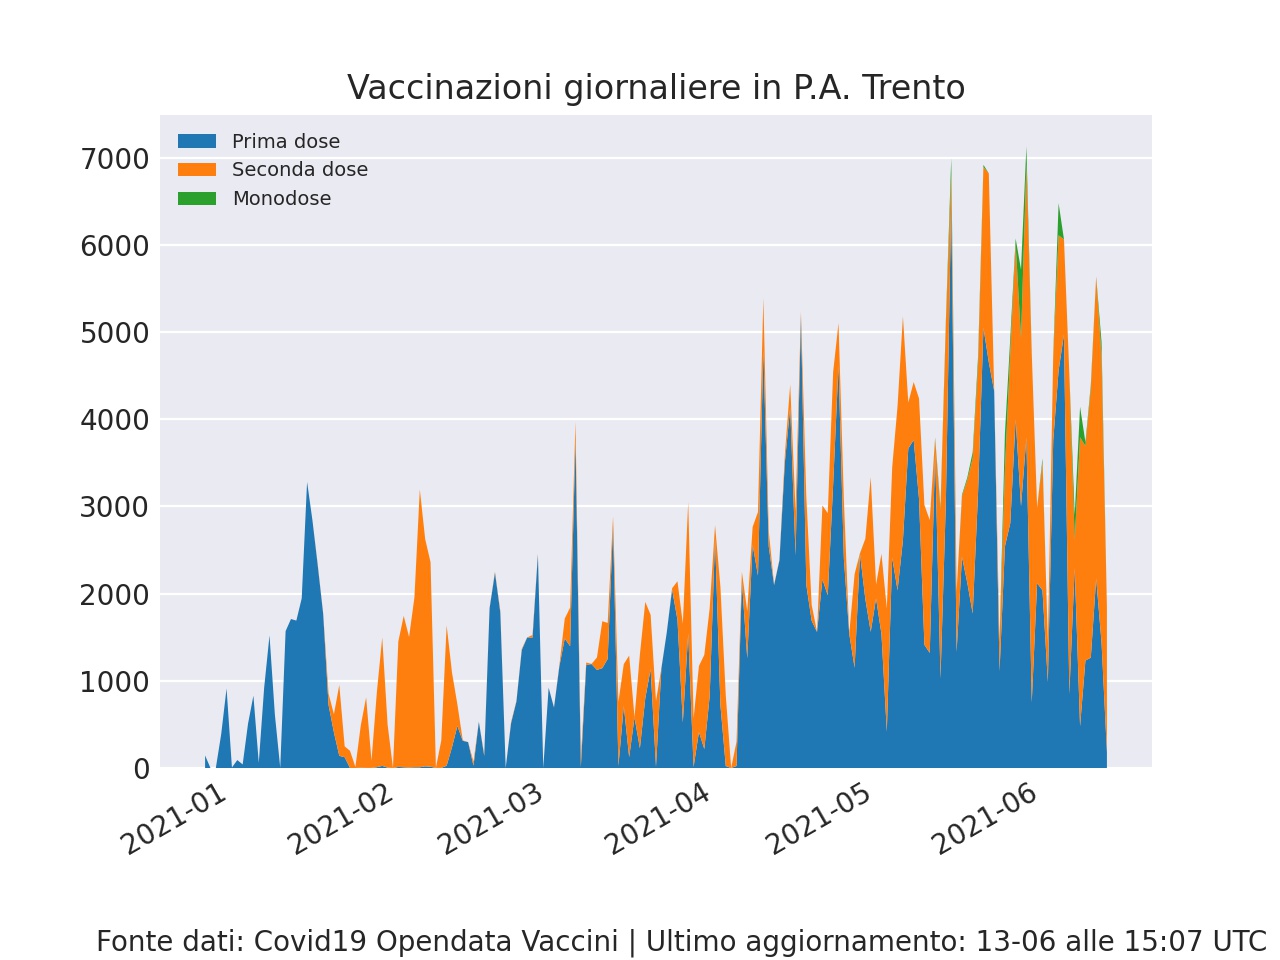 Vaccinazioni giornaliere in P.A. Trento
Prima dose
Seconda dose
Monodose
7000
6000
5000
4000
3000
2000
1000
0
2021-01
2021-02
2021-03
2021-04
2021-05
2021-06
Fonte dati: Covid19 Opendata Vaccini | Ultimo aggiornamento: 13-06 alle 15:07 UTC